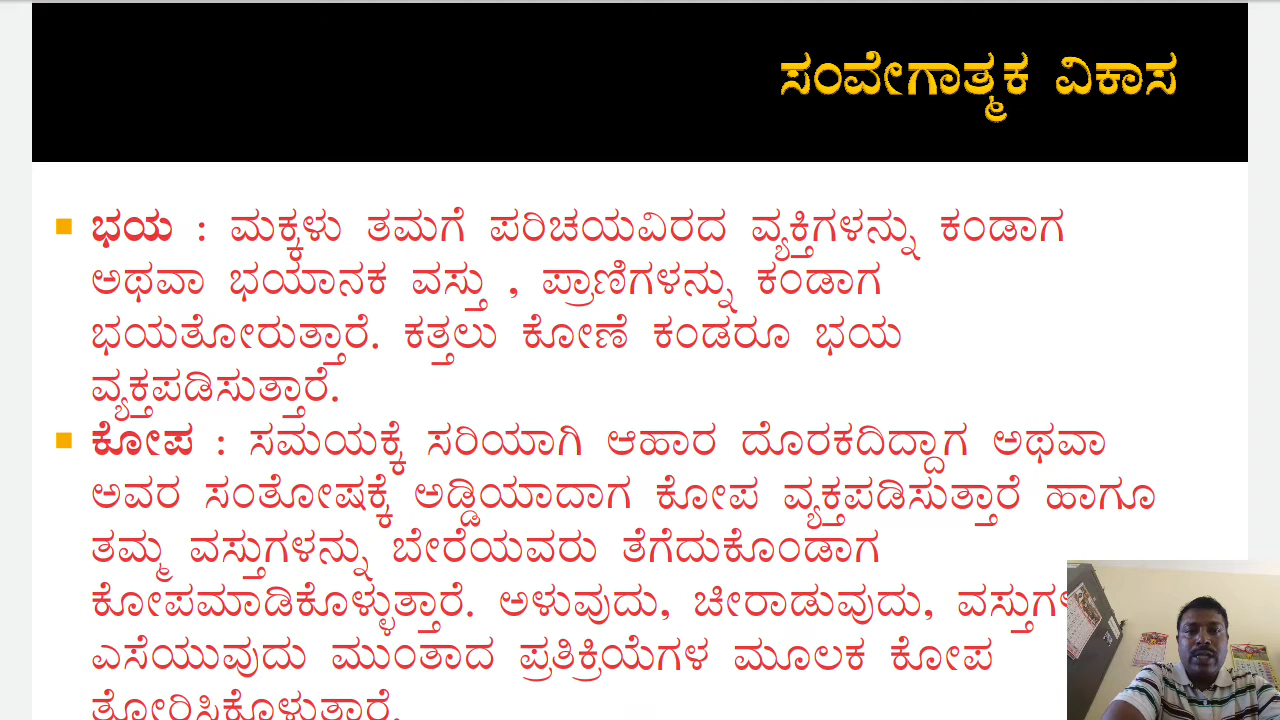 ಸಂವೇಗಾತ್ಮಕ ವಿಕಾಸ
ಭಯ : ಮಕ್ಕಳು ತಮಗೆ ಪರಿಚಯವಿರದ ವ್ಯಕ್ತಿಗಳನ್ನು ಕಂಡಾಗ
ಅಥವಾ ಭಯಾನಕ ವಸ್ತು , ಪ್ರಾಣಿಗಳನ್ನು ಕಂಡಾಗ
ಭಯತೋರುತ್ತಾರೆ. ಕತ್ತಲು ಕೋಣೆ ಕಂಡರೂ ಭಯ
ವ್ಯಕ್ತಪಡಿಸುತ್ತಾರೆ.
ಕೋಪ : ಸಮಯಕ್ಕೆ ಸರಿಯಾಗಿ ಆಹಾರ ದೊರಕದಿದ್ದಾಗ ಅಥವಾ
ಅವರ ಸಂತೋಷಕ್ಕೆ ಅಡ್ಡಿಯಾದಾಗ ಕೋಪ ವ್ಯಕ್ತಪಡಿಸುತ್ತಾರೆ ಹಾಗೂ
ತಮ್ಮ ವಸ್ತುಗಳನ್ನು ಬೇರೆಯವರು ತೆಗೆದುಕೊಂಡಾಗ
ಕೋಪಮಾಡಿಕೊಳ್ಳುತ್ತಾರೆ. ಅಳುವುದು, ಚೀರಾಡುವುದು,
ಎಸೆಯುವುದು ಮುಂತಾದ ಪ್ರತಿಕ್ರಿಯೆಗಳ ಮೂಲಕ ಕೋಪ
ತೋರಿಸಿಕೊಳ್ಳುತ್ತಾರೆ.